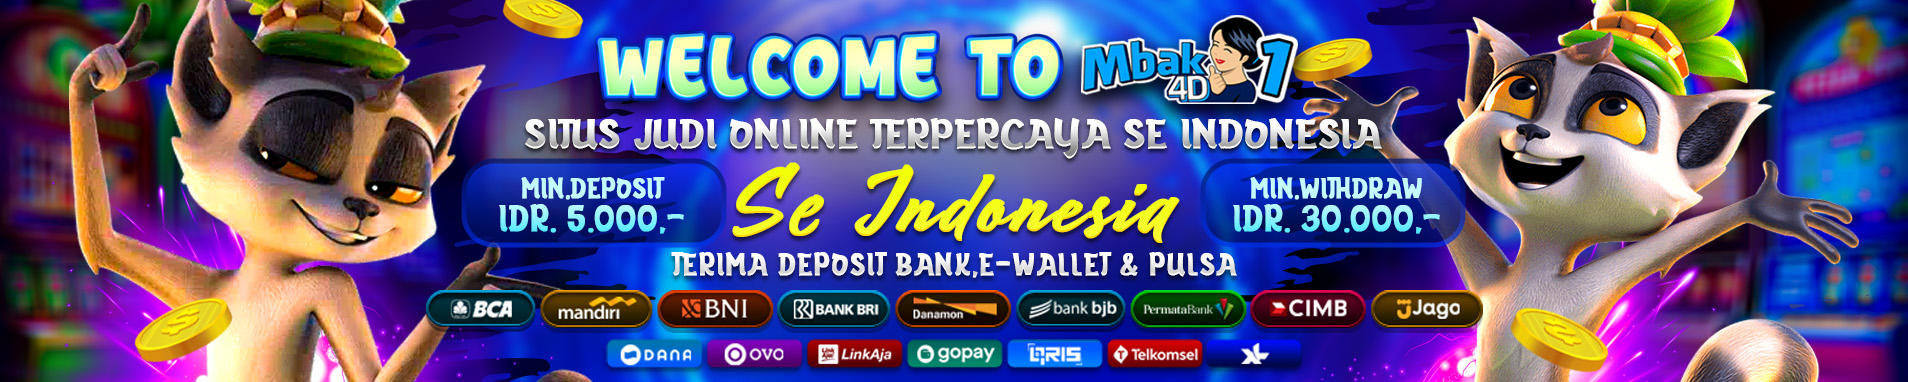 WELCOME TO Mbak 4D 1
SITUS JUDI ONLINE TERPERCAYA SE INDONESIA
MIN.DEPOSIT
IDR. 5.000,-
Se Indonesia
MIN.WITHDRAW
IDR. 30.000,-
TERIMA DEPOSIT BANK,E-WALLET & PULSA
BCA mandiri BNI BANK BRI Danamon bank bjb PermataBank CIMB Jago
DANA OVO LinkAja gopay QRIS Telkomsel XL